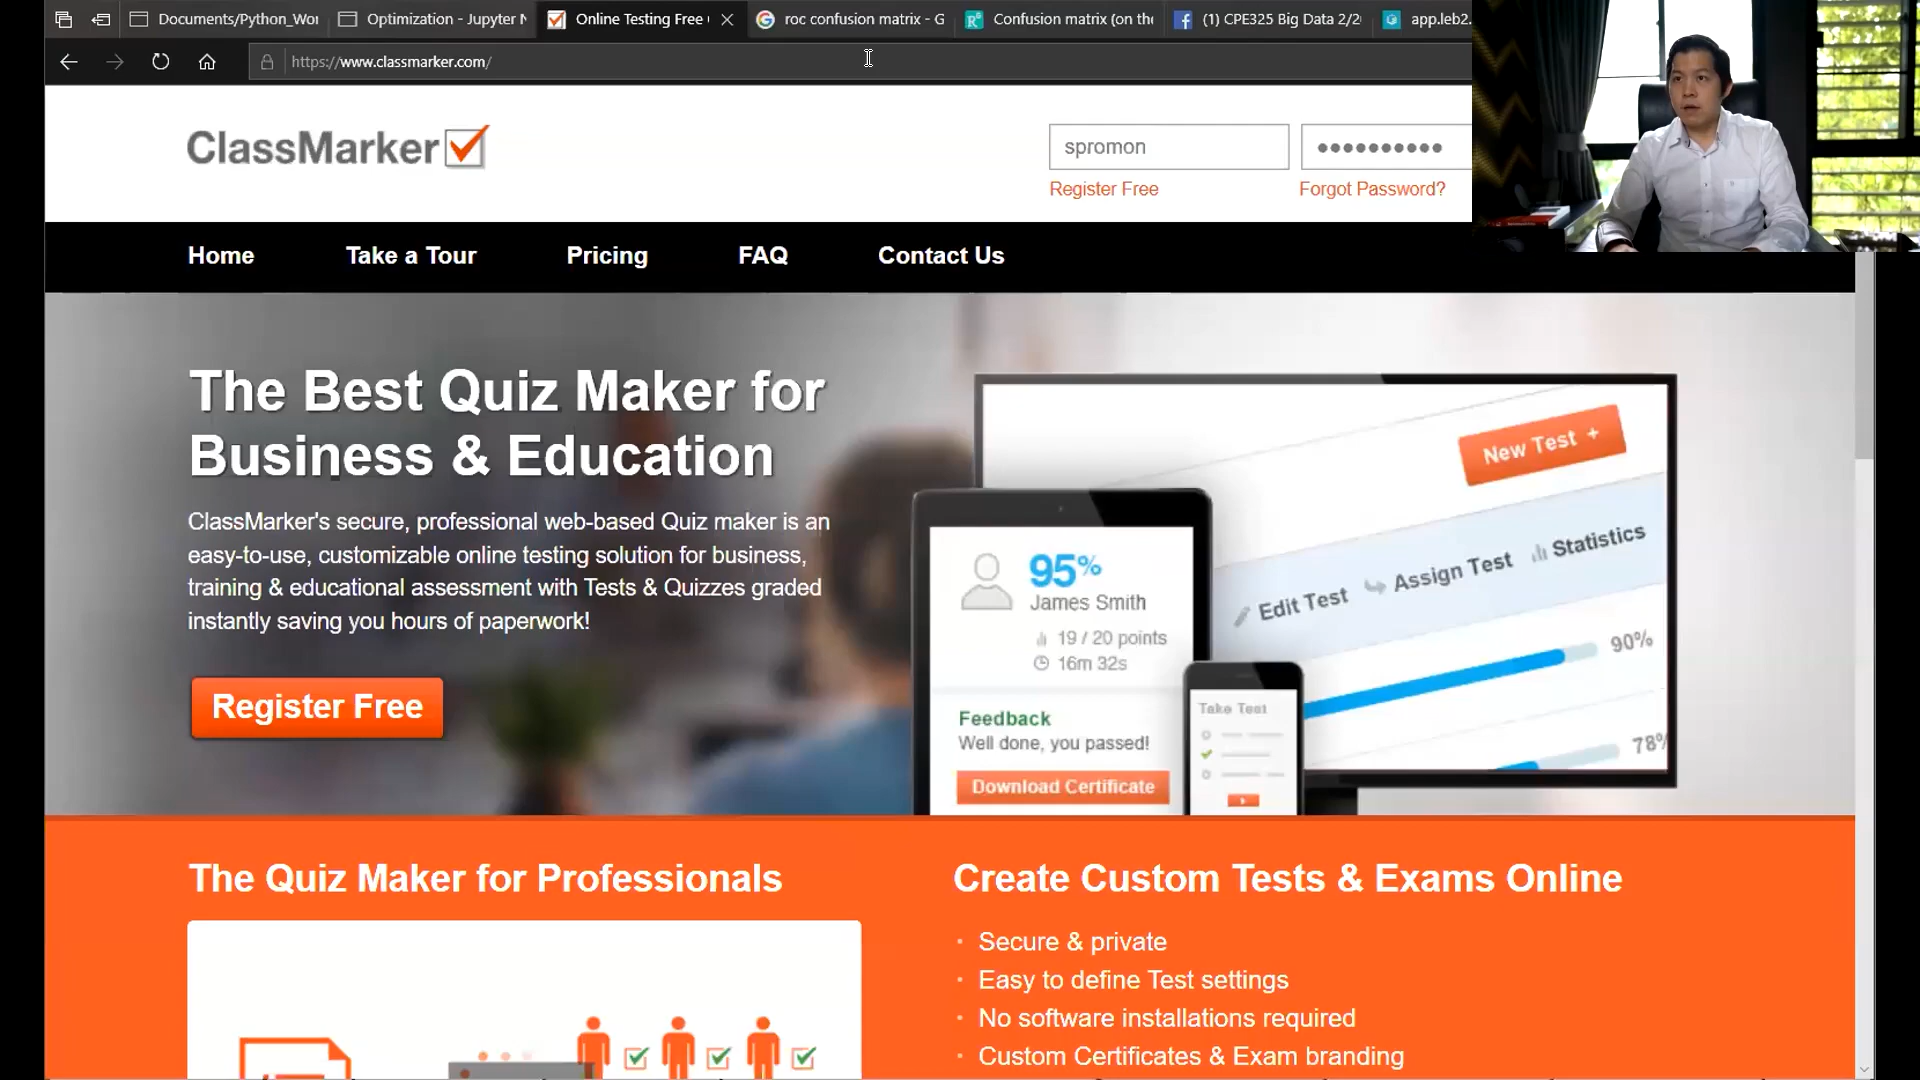 Documents/Python_Wor
Optimization - Jupyter N
Online Testing Free
roc confusion matrix - G
Confusion matrix (on the
(1) CPE325 Big Data 2/2
app.leb2.
https://www.classmarker.com/
ClassMarker
spromon
●●●●●●●●●●
Register Free
Forgot Password?
Home
Take a Tour
Pricing
FAQ
Contact Us
The Best Quiz Maker for
Business & Education
ClassMarker's secure, professional web-based Quiz maker is an
easy-to-use, customizable online testing solution for business,
training & educational assessment with Tests & Quizzes graded
instantly saving you hours of paperwork!
Register Free
New Test +
Edit Test
Assign Test
Statistics
90%
78%
95%
James Smith
19 / 20 points
16m 32s
Feedback
Well done, you passed!
Download Certificate
Take Test
The Quiz Maker for Professionals
Create Custom Tests & Exams Online
· Secure & private
· Easy to define Test settings
· No software installations required
· Custom Certificates & Exam branding